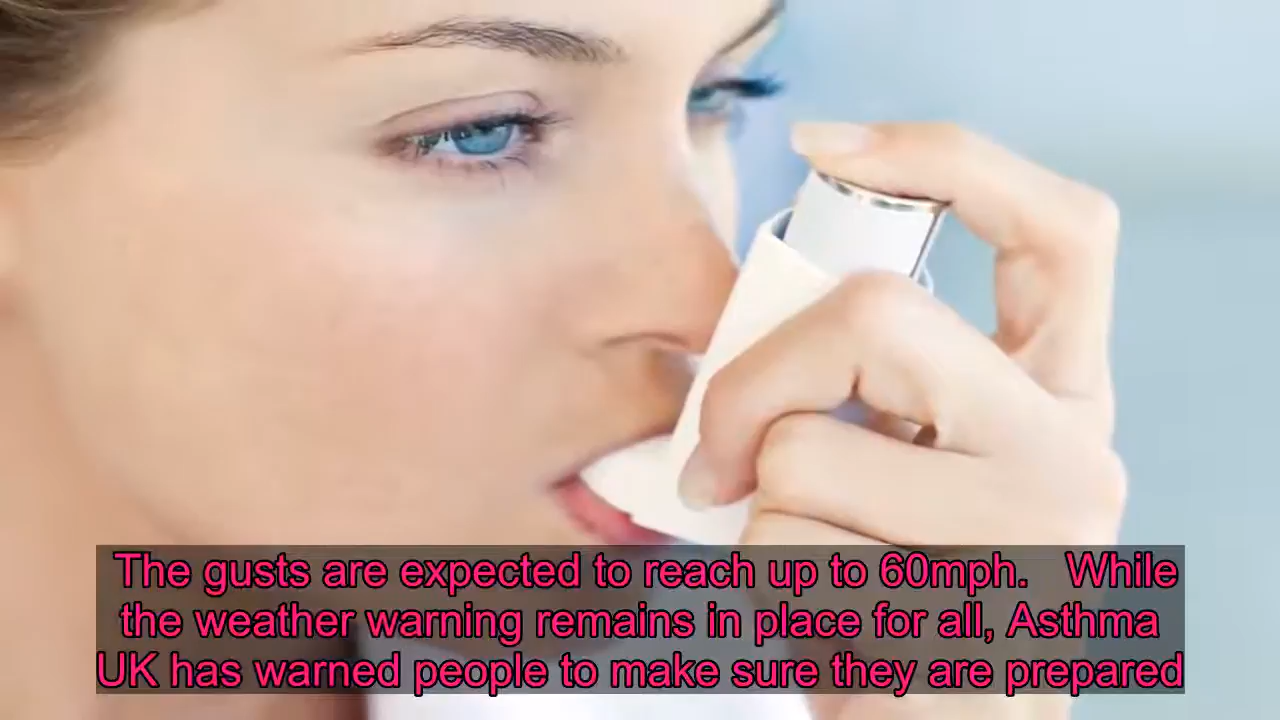 The gusts are expected to reach up to 60mph.   While
the weather warning remains in place for all, Asthma
UK has warned people to make sure they are prepared